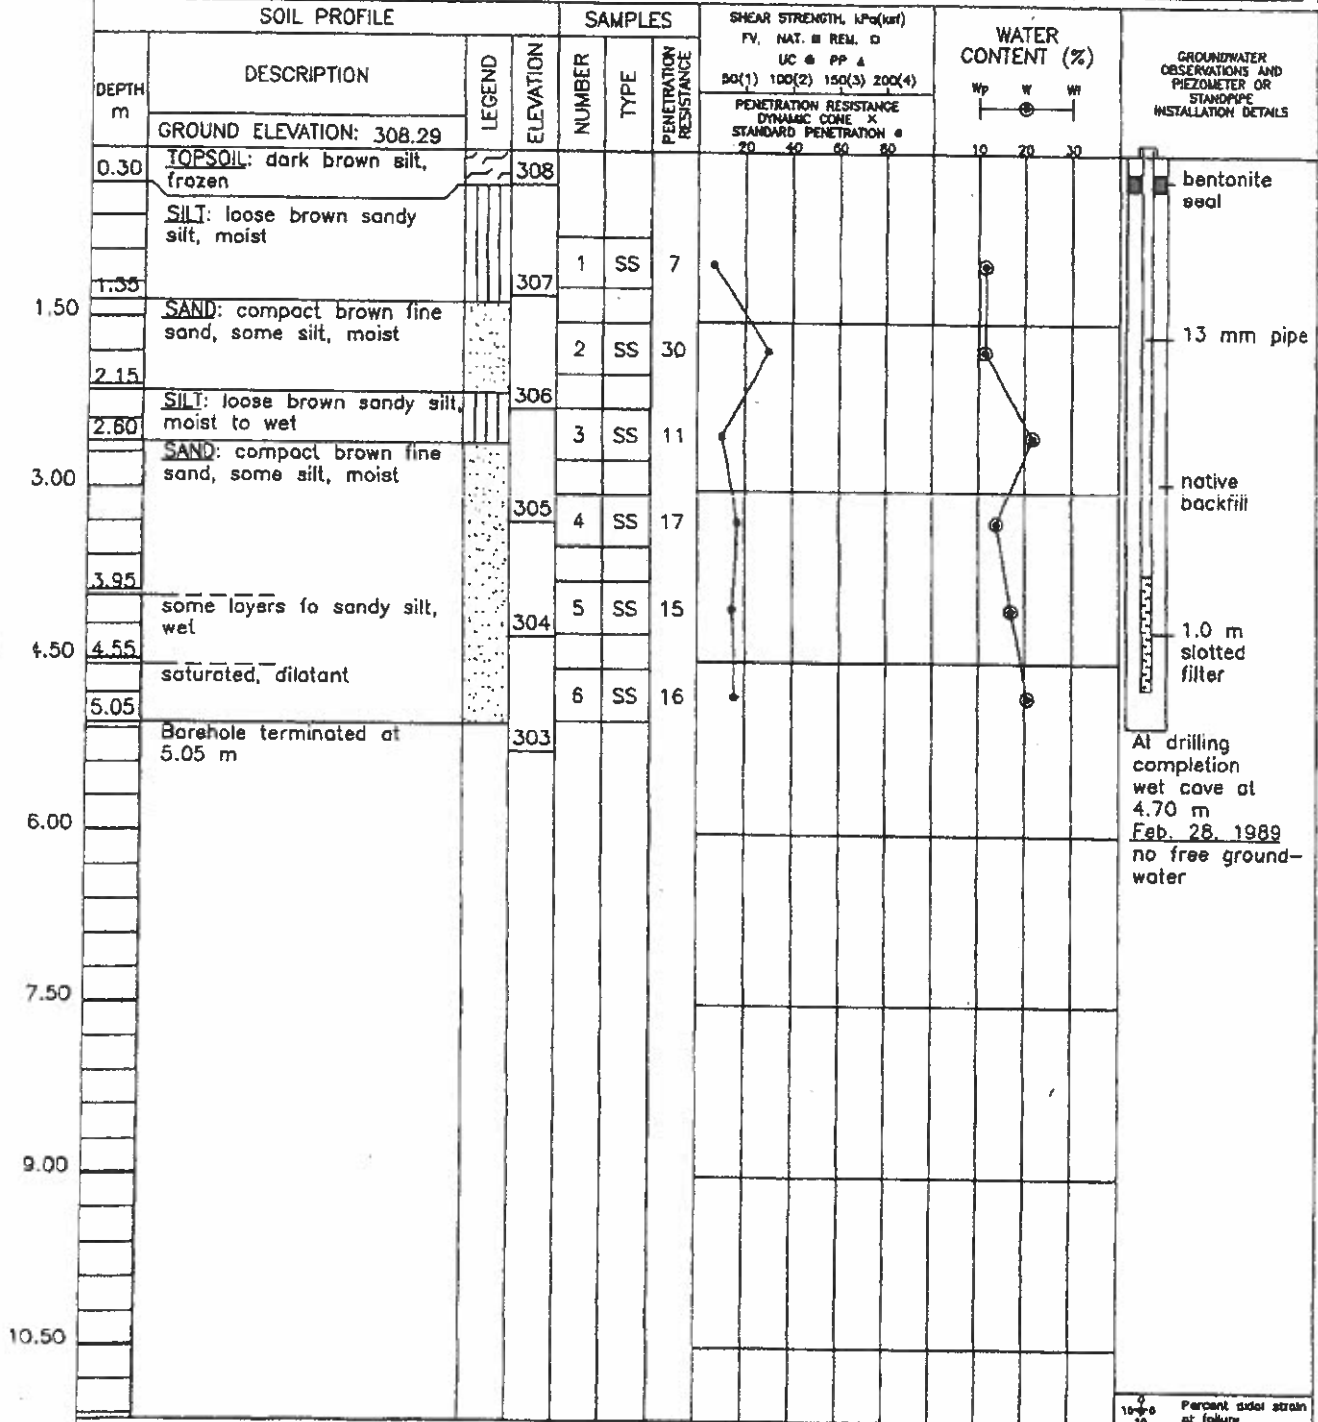 SOIL PROFILE
SAMPLES
SHEAR STRENGTH, kPa(ksf)
FV, NAT. ■ REM. □
UC ⊕ PP ▲
50(1) 100(2) 150(3) 200(4)
PENETRATION RESISTANCE
DYNAMIC CONE ×
STANDARD PENETRATION ●
20 40 60 80
WATER
CONTENT (%)
Wp W Wl
10 20 30
GROUNDWATER
OBSERVATIONS AND
PIEZOMETER OR
STANDPIPE
INSTALLATION DETAILS
DEPTH
m
DESCRIPTION
GROUND ELEVATION: 308.29
LEGEND
ELEVATION
NUMBER
TYPE
PENETRATION
RESISTANCE
0.30
TOPSOIL: dark brown silt,
frozen
308
bentonite
seal
SILT: loose brown sandy
silt, moist
1 SS 7
1.35
307
1.50
SAND: compact brown fine
sand, some silt, moist
2 SS 30
13 mm pipe
2.15
306
SILT: loose brown sandy silt,
moist to wet
2.60
3 SS 11
SAND: compact brown fine
sand, some silt, moist
3.00
native
backfill
305
4 SS 17
3.95
some layers fo sandy silt,
wet
5 SS 15
304
1.0 m
slotted
filter
4.50
4.55
saturated, dilatant
6 SS 16
5.05
Borehole terminated at
5.05 m
303
At drilling
completion
wet cave at
4.70 m
Feb. 28. 1989
no free ground-
water
6.00
7.50
9.00
10.50
Percent axial strain
at failure